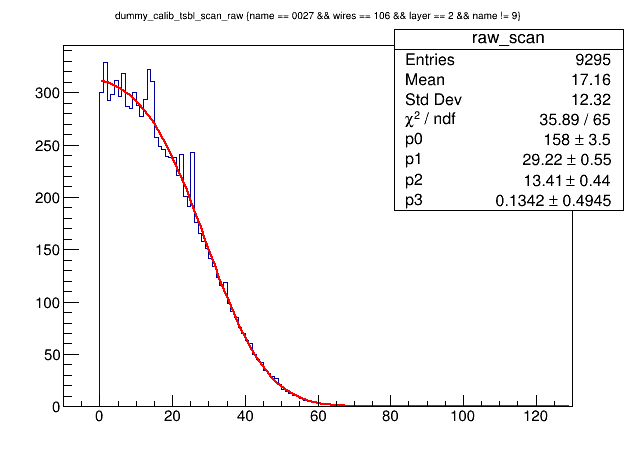 dummy_calib_tsbl_scan_raw {name == 0027 && wires == 106 && layer == 2 && name != 9}
raw_scan
Entries 9295
Mean 17.16
Std Dev 12.32
χ² / ndf 35.89 / 65
p0 158 ± 3.5
p1 29.22 ± 0.55
p2 13.41 ± 0.44
p3 0.1342 ± 0.4945
300
250
200
150
100
50
0
0 20 40 60 80 100 120